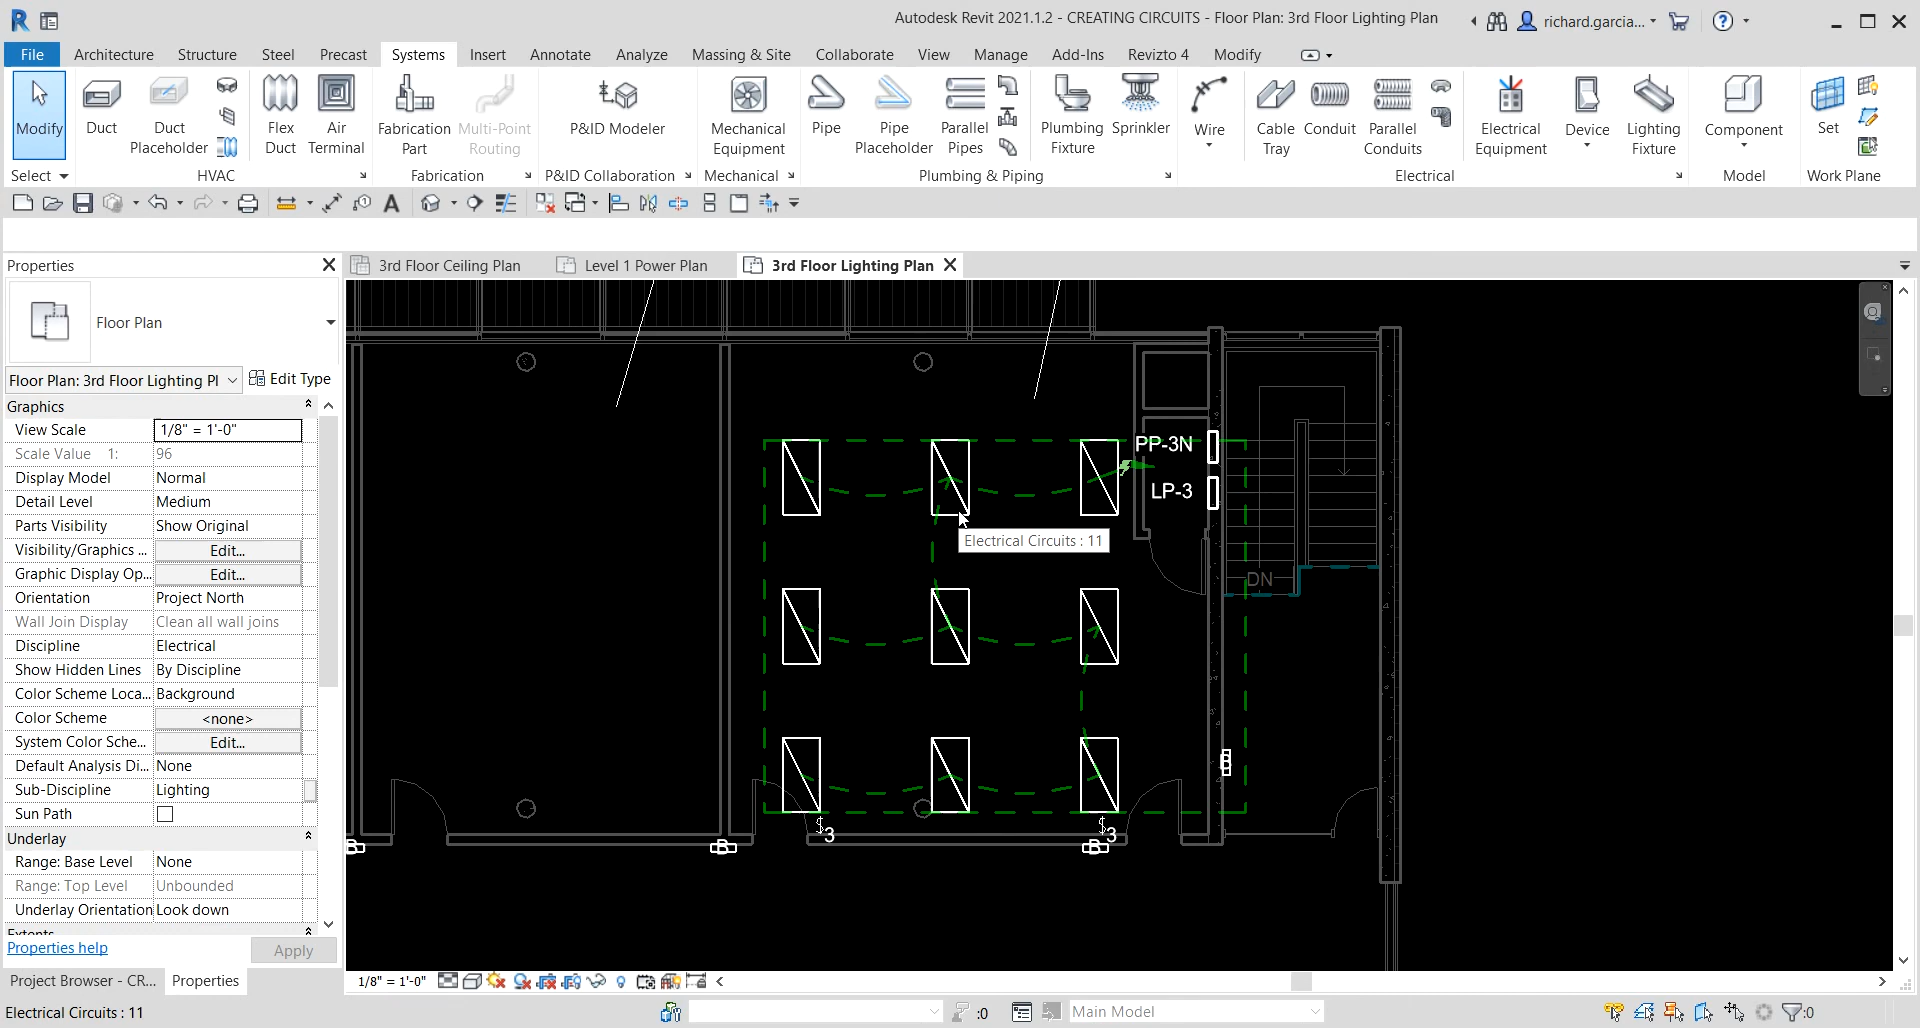 Autodesk Revit 2021.1.2 - CREATING CIRCUITS - Floor Plan: 3rd Floor Lighting Plan
richard.garcia...
File Architecture Structure Steel Precast Systems Insert Annotate Analyze Massing & Site Collaborate View Manage Add-Ins Revizto 4 Modify
Modify
Duct
Duct Placeholder
Flex Duct
Air Terminal
Fabrication Part
Multi-Point Routing
P&ID Modeler
Mechanical Equipment
Pipe
Pipe Placeholder
Parallel Pipes
Plumbing Fixture
Sprinkler
Wire
Cable Tray
Conduit
Parallel Conduits
Electrical Equipment
Device
Lighting Fixture
Component
Set
Select HVAC Fabrication P&ID Collaboration Mechanical Plumbing & Piping Electrical Model Work Plane
Properties
3rd Floor Ceiling Plan Level 1 Power Plan 3rd Floor Lighting Plan
Floor Plan
Floor Plan: 3rd Floor Lighting Pl Edit Type
Graphics
View Scale 1/8" = 1'-0"
Scale Value 1: 96
Display Model Normal
Detail Level Medium
Parts Visibility Show Original
Visibility/Graphics ... Edit...
Graphic Display Op... Edit...
Orientation Project North
Wall Join Display Clean all wall joins
Discipline Electrical
Show Hidden Lines By Discipline
Color Scheme Loca... Background
Color Scheme <none>
System Color Sche... Edit...
Default Analysis Di... None
Sub-Discipline Lighting
Sun Path
Underlay
Range: Base Level None
Range: Top Level Unbounded
Underlay Orientation Look down
Extents
Properties help Apply
Project Browser - CR... Properties
PP-3N
LP-3
Electrical Circuits : 11
DN
$3
$3
1/8" = 1'-0"
Electrical Circuits : 11
:0
Main Model
:0